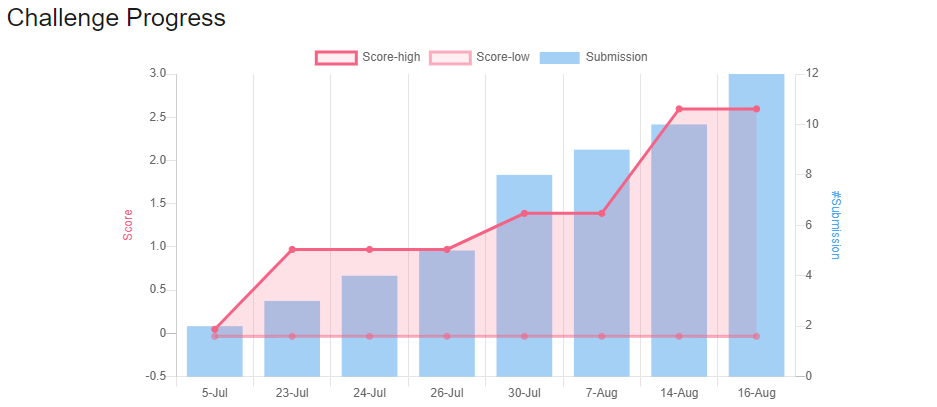 Challenge Progress
Score-high Score-low Submission
3.0 12
2.5 10
2.0 8
1.5 6
1.0 4
0.5 2
0 0
-0.5
Score
#Submission
5-Jul 23-Jul 24-Jul 26-Jul 30-Jul 7-Aug 14-Aug 16-Aug